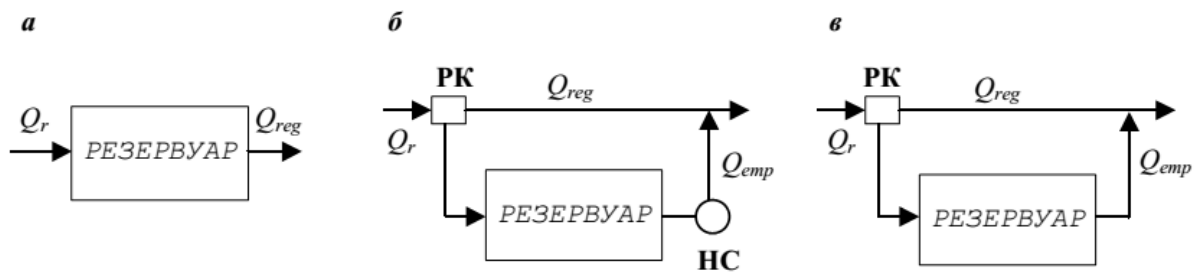 а
Q_r
Q_reg
РЕЗЕРВУАР
б
РК
Q_reg
Q_r
Q_emp
РЕЗЕРВУАР
НС
в
РК
Q_reg
Q_r
Q_emp
РЕЗЕРВУАР